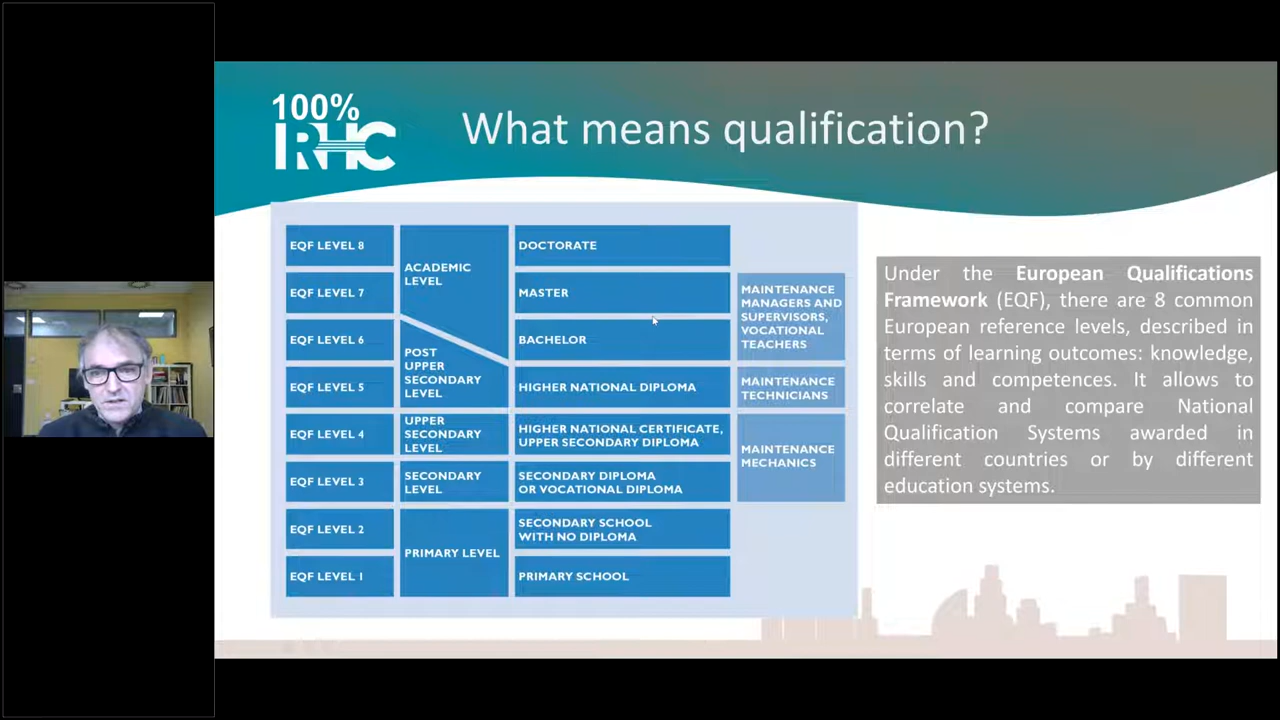 100%
RHC
What means qualification?
EQF LEVEL 8
DOCTORATE
ACADEMIC
LEVEL
EQF LEVEL 7
MASTER
MAINTENANCE
MANAGERS AND
SUPERVISORS,
VOCATIONAL
TEACHERS
EQF LEVEL 6
BACHELOR
POST
UPPER
SECONDARY
LEVEL
EQF LEVEL 5
HIGHER NATIONAL DIPLOMA
MAINTENANCE
TECHNICIANS
EQF LEVEL 4
UPPER
SECONDARY
LEVEL
HIGHER NATIONAL CERTIFICATE,
UPPER SECONDARY DIPLOMA
MAINTENANCE
MECHANICS
EQF LEVEL 3
SECONDARY
LEVEL
SECONDARY DIPLOMA
OR VOCATIONAL DIPLOMA
EQF LEVEL 2
SECONDARY SCHOOL
WITH NO DIPLOMA
PRIMARY LEVEL
EQF LEVEL 1
PRIMARY SCHOOL
Under the European Qualifications
Framework (EQF), there are 8 common
European reference levels, described in
terms of learning outcomes: knowledge,
skills and competences. It allows to
correlate and compare National
Qualification Systems awarded in
different countries or by different
education systems.